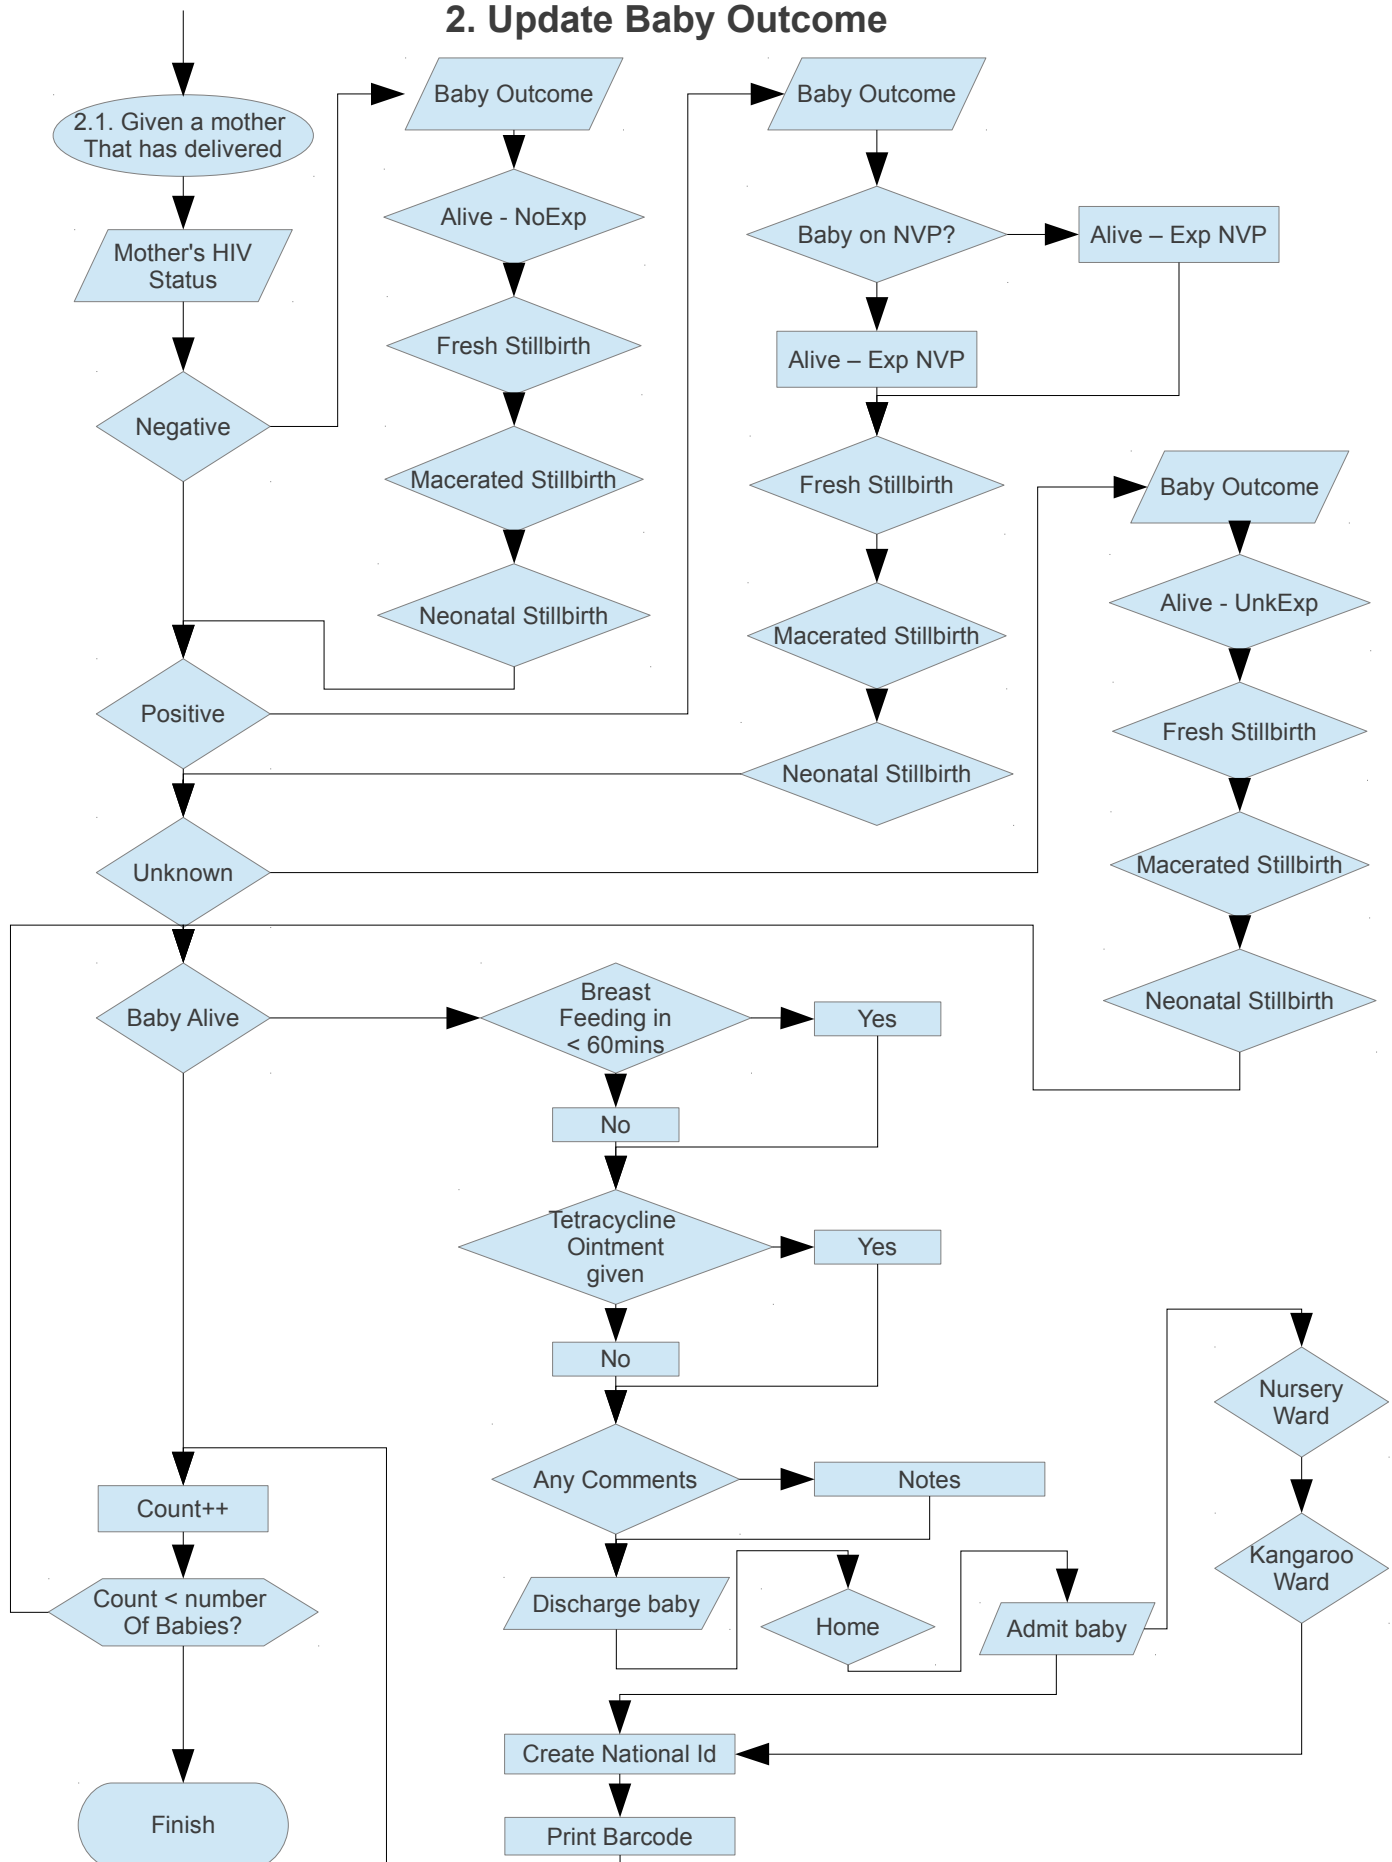 2. Update Baby Outcome
2.1. Given a mother
That has delivered
Mother's HIV
Status
Negative
Positive
Unknown
Baby Alive
Count++
Count < number
Of Babies?
Finish
Baby Outcome
Alive - NoExp
Fresh Stillbirth
Macerated Stillbirth
Neonatal Stillbirth
Baby Outcome
Baby on NVP?
Alive – Exp NVP
Alive – Exp NVP
Fresh Stillbirth
Macerated Stillbirth
Neonatal Stillbirth
Baby Outcome
Alive - UnkExp
Fresh Stillbirth
Macerated Stillbirth
Neonatal Stillbirth
Breast
Feeding in
< 60mins
Yes
No
Tetracycline
Ointment
given
Yes
No
Any Comments
Notes
Discharge baby
Home
Admit baby
Nursery
Ward
Kangaroo
Ward
Create National Id
Print Barcode